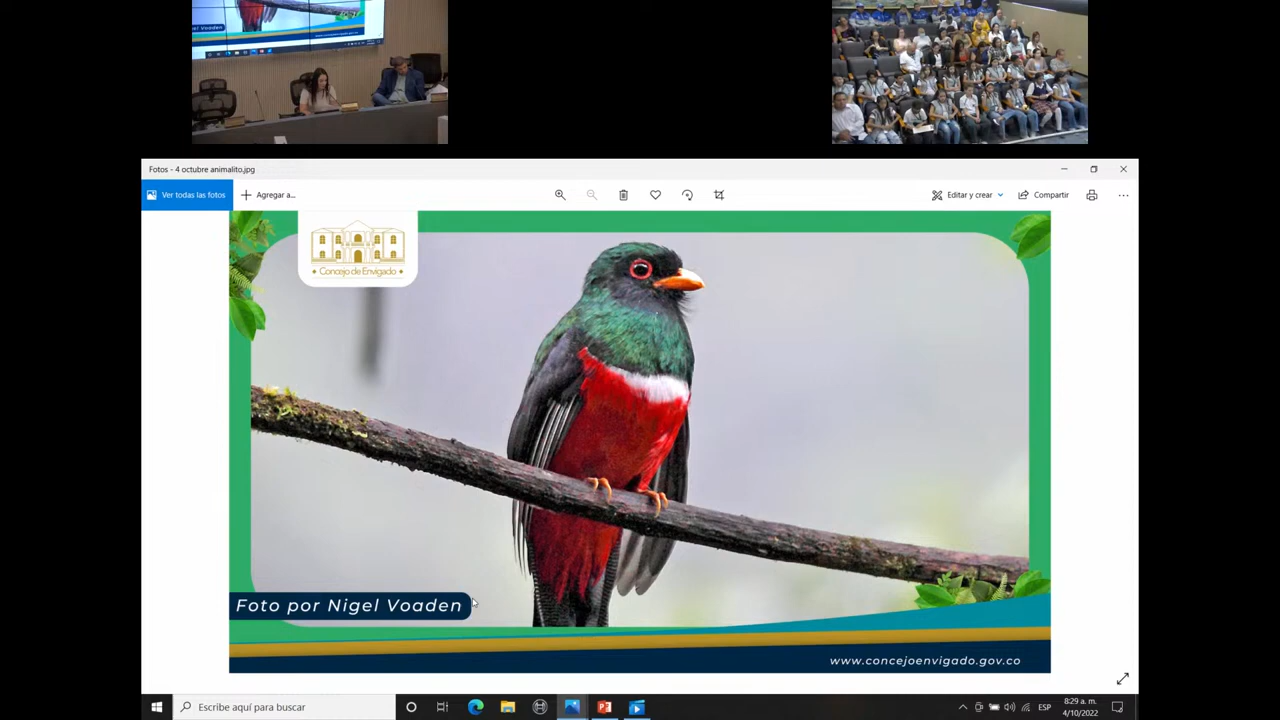 Fotos - 4 octubre animalito.jpg
Ver todas las fotos
Agregar a...
Editar y crear
Compartir
Concejo de Envigado
Foto por Nigel Voaden
www.concejoenvigado.gov.co
Escribe aquí para buscar
ESP
8:29 a. m.
4/10/2022